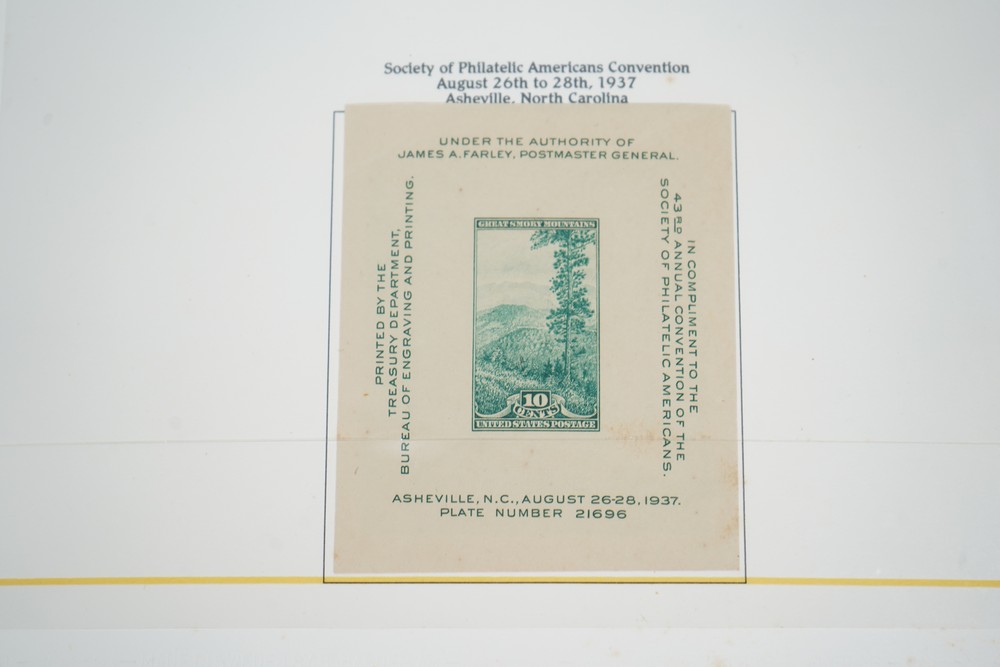 Society of Philatelic Americans Convention
August 26th to 28th, 1937
Asheville, North Carolina
UNDER THE AUTHORITY OF
JAMES A. FARLEY, POSTMASTER GENERAL.
PRINTED BY THE
TREASURY DEPARTMENT,
BUREAU OF ENGRAVING AND PRINTING.
GREAT SMOKY MOUNTAINS
10
CENTS
UNITED STATES POSTAGE
IN COMPLIMENT TO THE
43RD ANNUAL CONVENTION OF THE
SOCIETY OF PHILATELIC AMERICANS.
ASHEVILLE, N.C., AUGUST 26-28, 1937.
PLATE NUMBER 21696